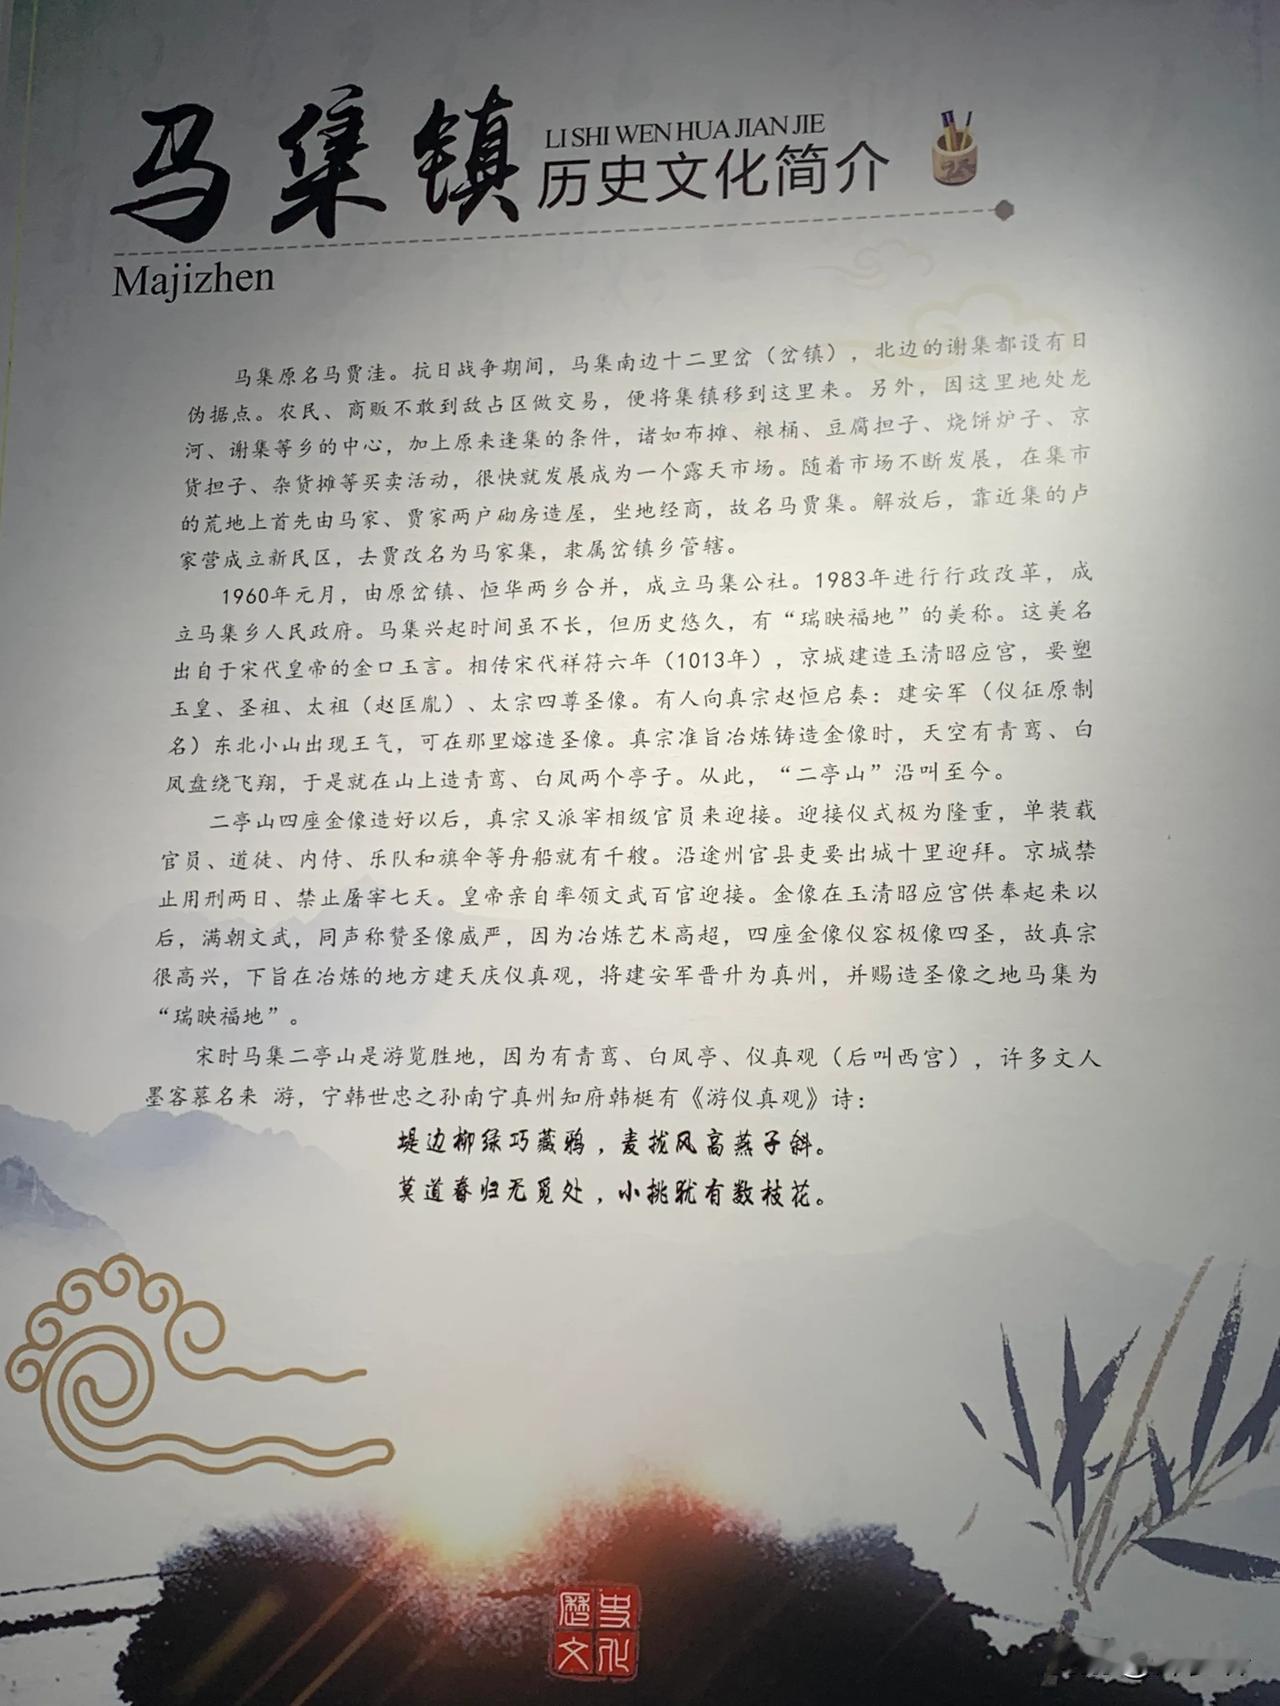 马集镇
LI SHI WEN HUA JIAN JIE
历史文化简介
Majizhen
马集原名马贾洼。抗日战争期间，马集南边十二里岔（岔镇），北边的谢集都设有日
伪据点。农民、商贩不敢到敌占区做交易，便将集镇移到这里来。另外，因这里地处龙
河、谢集等乡的中心，加上原来逢集的条件，诸如布摊、粮桶、豆腐担子、烧饼炉子、京
货担子、杂货摊等买卖活动，很快就发展成为一个露天市场。随着市场不断发展，在集市
的荒地上首先由马家、贾家两户砌房造屋，坐地经商，故名马贾集。解放后，靠近集的卢
家营成立新民区，去贾改名为马家集，隶属岔镇乡管辖。
1960年元月，由原岔镇、恒华两乡合并，成立马集公社。1983年进行行政改革，成
立马集乡人民政府。马集兴起时间虽不长，但历史悠久，有“瑞映福地”的美称。这美名
出自于宋代皇帝的金口玉言。相传宋代祥符六年（1013年），京城建造玉清昭应宫，要塑
玉皇、圣祖、太祖（赵匡胤）、太宗四尊圣像。有人向真宗赵恒启奏：建安军（仪征原制
名）东北小山出现王气，可在那里熔造圣像。真宗准旨冶炼铸造金像时，天空有青鸾、白
凤盘绕飞翔，于是就在山上造青鸾、白凤两个亭子。从此，“二亭山”沿叫至今。
二亭山四座金像造好以后，真宗又派宰相级官员来迎接。迎接仪式极为隆重，单装载
官员、道徒、内侍、乐队和旗伞等舟船就有千艘。沿途州官县吏要出城十里迎拜。京城禁
止用刑两日、禁止屠宰七天。皇帝亲自率领文武百官迎接。金像在玉清昭应宫供奉起来以
后，满朝文武，同声称赞圣像威严，因为冶炼艺术高超，四座金像仪容极像四圣，故真宗
很高兴，下旨在冶炼的地方建天庆仪真观，将建安军晋升为真州，并赐造圣像之地马集为
“瑞映福地”。
宋时马集二亭山是游览胜地，因为有青鸾、白凤亭、仪真观（后叫西宫），许多文人
墨客慕名来 游，宁韩世忠之孙南宁真州知府韩梃有《游仪真观》诗：
堤边柳绿巧藏鸦，麦拢风高燕子斜。
莫道春归无觅处，小挑犹有数枝花。
歷史
文化